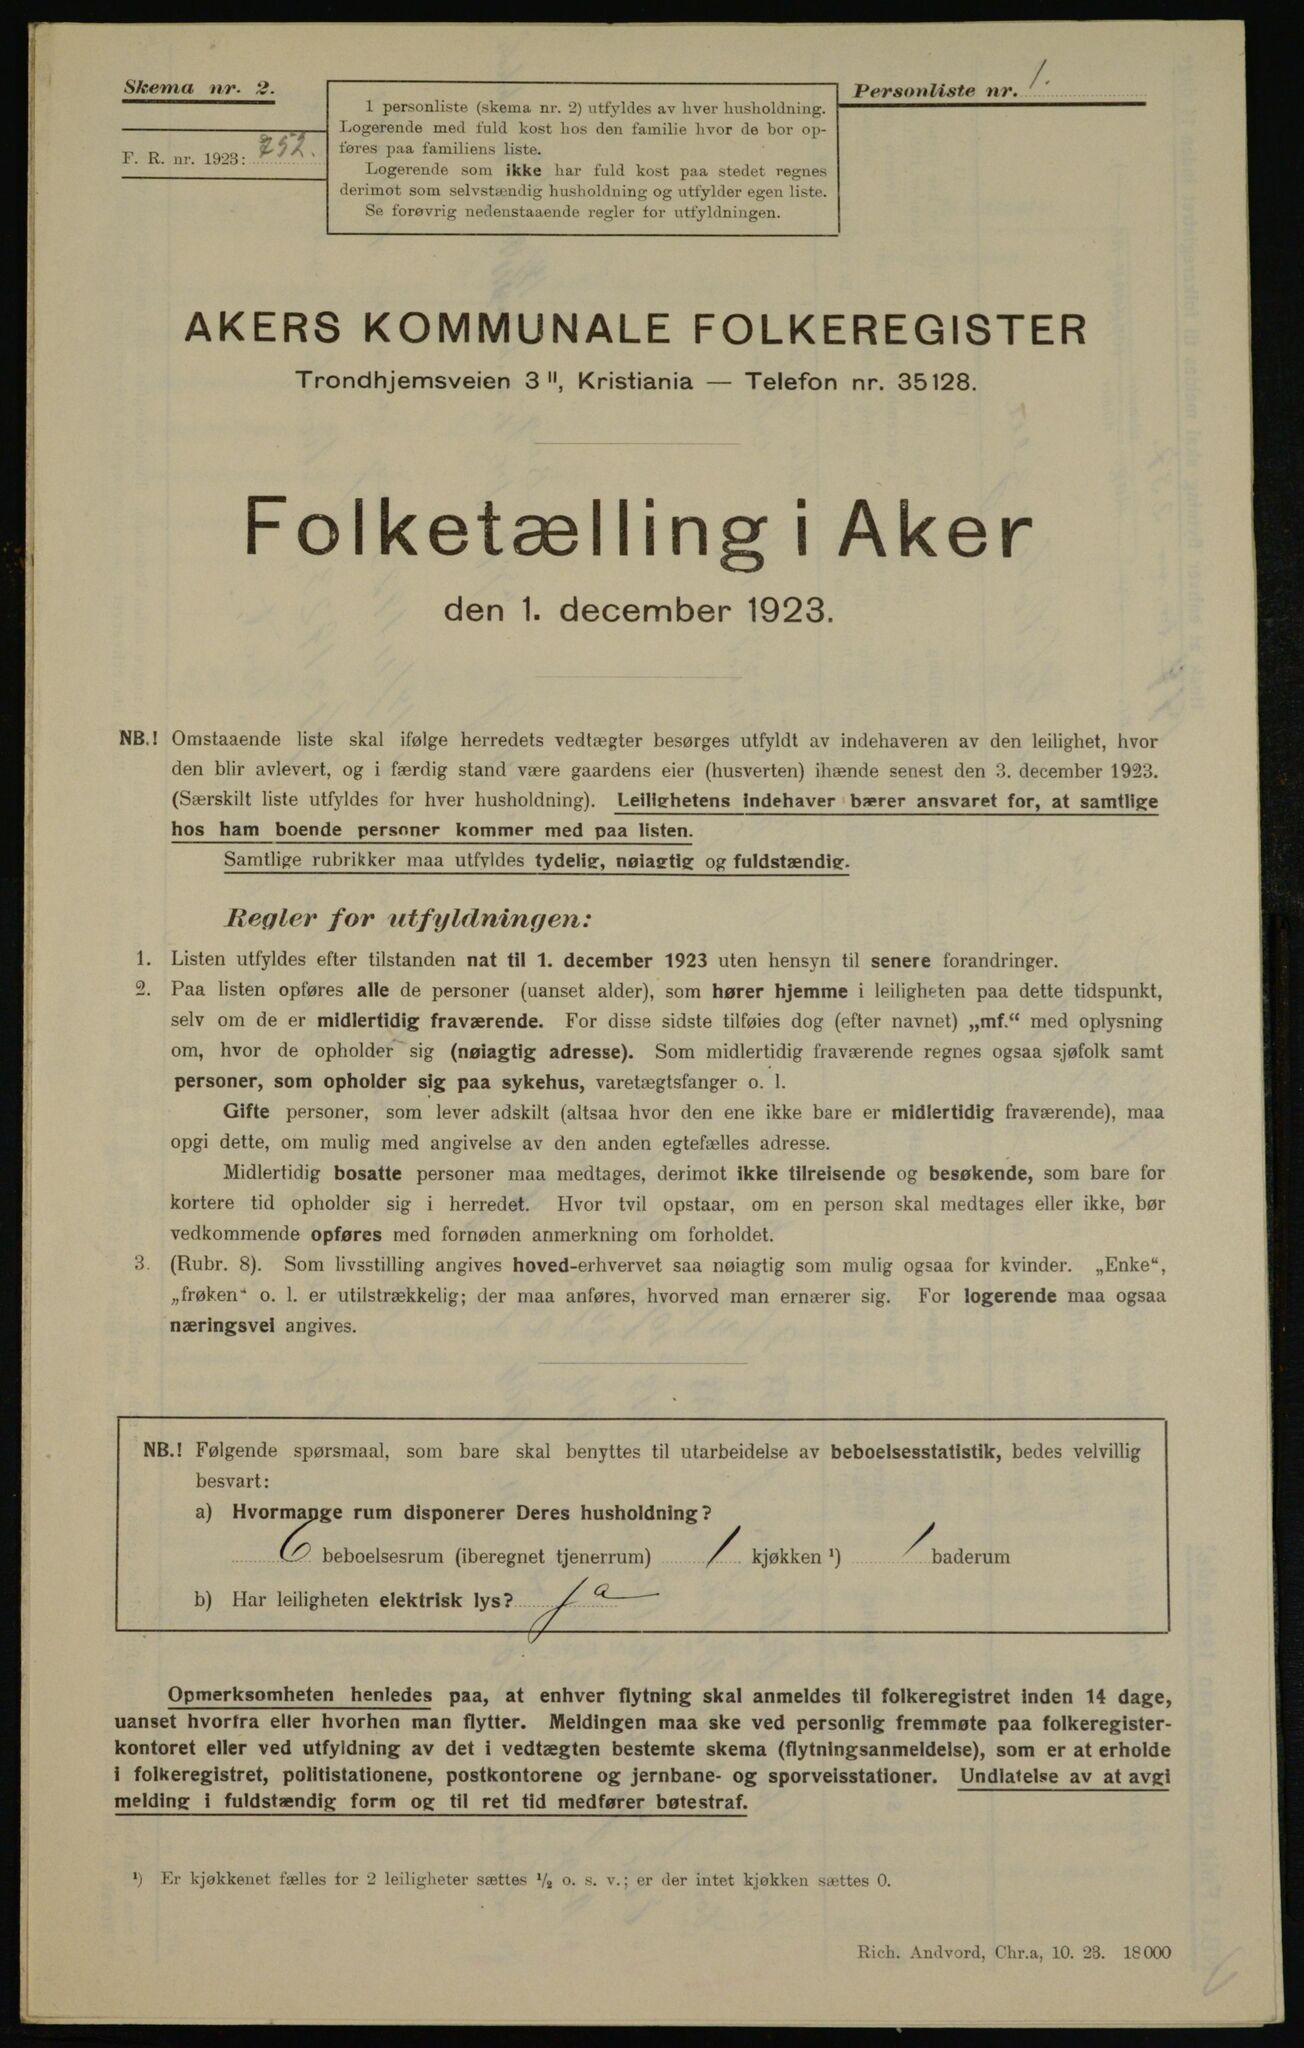 Skema nr. 2.
F. R. nr. 1923: 252.
1 personliste (skema nr. 2) utfyldes av hver husholdning.
Logerende med fuld kost hos den familie hvor de bor op-
føres paa familiens liste.
Logerende som ikke har fuld kost paa stedet regnes
derimot som selvstændig husholdning og utfylder egen liste.
Se forøvrig nedenstaaende regler for utfyldningen.
Personliste nr. 1.
AKERS KOMMUNALE FOLKEREGISTER
Trondhjemsveien 3 II, Kristiania — Telefon nr. 35128.
Folketælling i Aker
den 1. december 1923.
NB.! Omstaaende liste skal ifølge herredets vedtægter besørges utfyldt av indehaveren av den leilighet, hvor
den blir avlevert, og i færdig stand være gaardens eier (husverten) ihænde senest den 3. december 1923.
(Særskilt liste utfyldes for hver husholdning). Leilighetens indehaver bærer ansvaret for, at samtlige
hos ham boende personer kommer med paa listen.
Samtlige rubrikker maa utfyldes tydelig, nøiagtig og fuldstændig.
Regler for utfyldningen:
1. Listen utfyldes efter tilstanden nat til 1. december 1923 uten hensyn til senere forandringer.
2. Paa listen opføres alle de personer (uanset alder), som hører hjemme i leiligheten paa dette tidspunkt,
selv om de er midlertidig fraværende. For disse sidste tilføies dog (efter navnet) „mf.“ med oplysning
om, hvor de opholder sig (nøiagtig adresse). Som midlertidig fraværende regnes ogsaa sjøfolk samt
personer, som opholder sig paa sykehus, varetægtsfanger o. l.
Gifte personer, som lever adskilt (altsaa hvor den ene ikke bare er midlertidig fraværende), maa
opgi dette, om mulig med angivelse av den anden egtefælles adresse.
Midlertidig bosatte personer maa medtages, derimot ikke tilreisende og besøkende, som bare for
kortere tid opholder sig i herredet. Hvor tvil opstaar, om en person skal medtages eller ikke, bør
vedkommende opføres med fornøden anmerkning om forholdet.
3. (Rubr. 8). Som livsstilling angives hoved-erhvervet saa nøiagtig som mulig ogsaa for kvinder. „Enke“,
„frøken“ o. l. er utilstrækkelig; der maa anføres, hvorved man ernærer sig. For logerende maa ogsaa
næringsvei angives.
NB.! Følgende spørsmaal, som bare skal benyttes til utarbeidelse av beboelsesstatistik, bedes velvillig
besvart:
a) Hvormange rum disponerer Deres husholdning?
6 beboelsesrum (iberegnet tjenerrum) 1 kjøkken ¹) 1 baderum
b) Har leiligheten elektrisk lys? ja
Opmerksomheten henledes paa, at enhver flytning skal anmeldes til folkeregistret inden 14 dage,
uanset hvorfra eller hvorhen man flytter. Meldingen maa ske ved personlig fremmøte paa folkeregister-
kontoret eller ved utfyldning av det i vedtægten bestemte skema (flytningsanmeldelse), som er at erholde
i folkeregistret, politistationene, postkontorene og jernbane- og sporveisstationer. Undlatelse av at avgi
melding i fuldstændig form og til ret tid medfører bøtestraf.
¹) Er kjøkkenet fælles for 2 leiligheter sættes ½ o. s. v.; er der intet kjøkken sættes 0.
Rich. Andvord, Chr.a, 10. 23. 18000